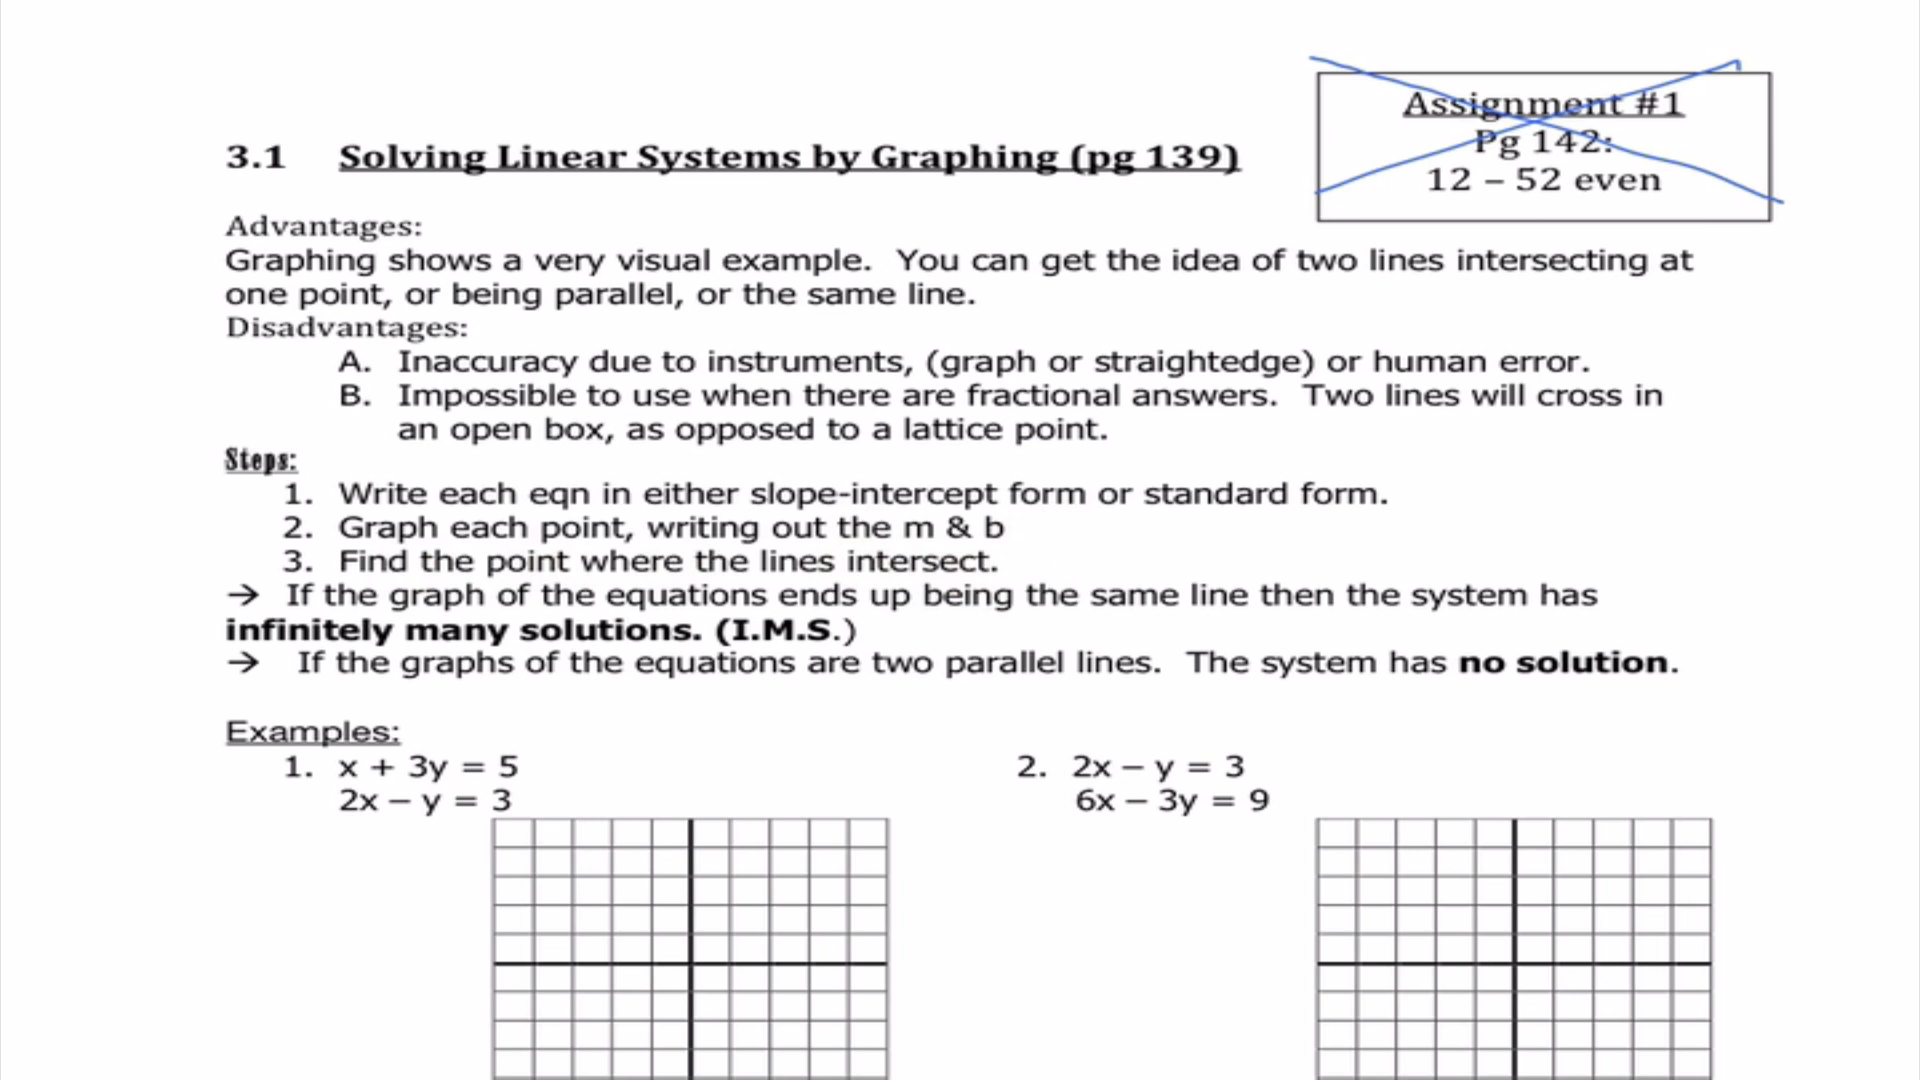 Assignment #1
Pg 142:
12 – 52 even
3.1 Solving Linear Systems by Graphing (pg 139)
Advantages:
Graphing shows a very visual example. You can get the idea of two lines intersecting at
one point, or being parallel, or the same line.
Disadvantages:
A. Inaccuracy due to instruments, (graph or straightedge) or human error.
B. Impossible to use when there are fractional answers. Two lines will cross in
an open box, as opposed to a lattice point.
Steps:
1. Write each eqn in either slope-intercept form or standard form.
2. Graph each point, writing out the m & b
3. Find the point where the lines intersect.
→ If the graph of the equations ends up being the same line then the system has
infinitely many solutions. (I.M.S.)
→ If the graphs of the equations are two parallel lines. The system has no solution.
Examples:
1. x + 3y = 5
2x – y = 3
2. 2x – y = 3
6x – 3y = 9